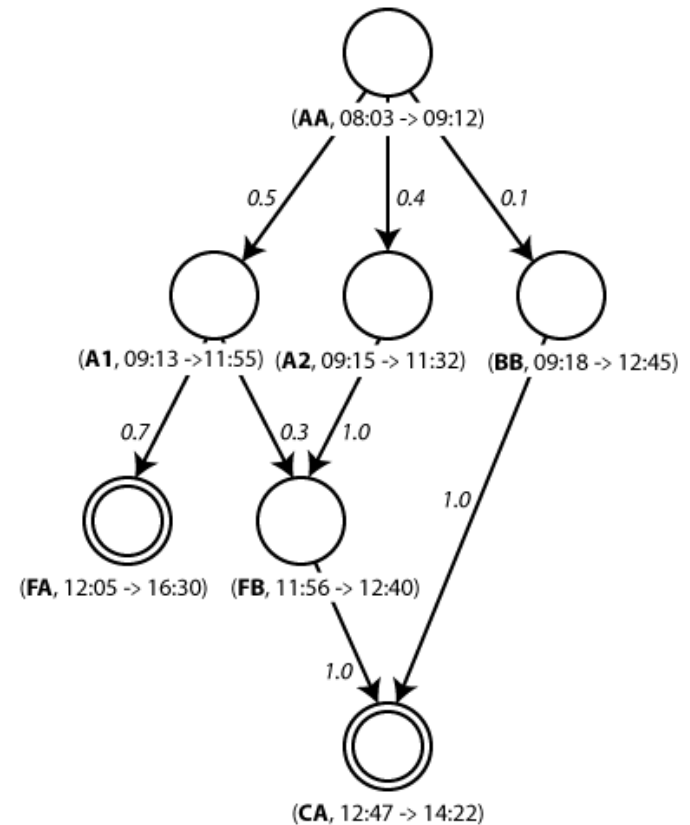 (AA, 08:03 -> 09:12)
0.5
0.4
0.1
(A1, 09:13 ->11:55)
(A2, 09:15 -> 11:32)
(BB, 09:18 -> 12:45)
0.7
0.3
1.0
1.0
(FA, 12:05 -> 16:30)
(FB, 11:56 -> 12:40)
1.0
(CA, 12:47 -> 14:22)